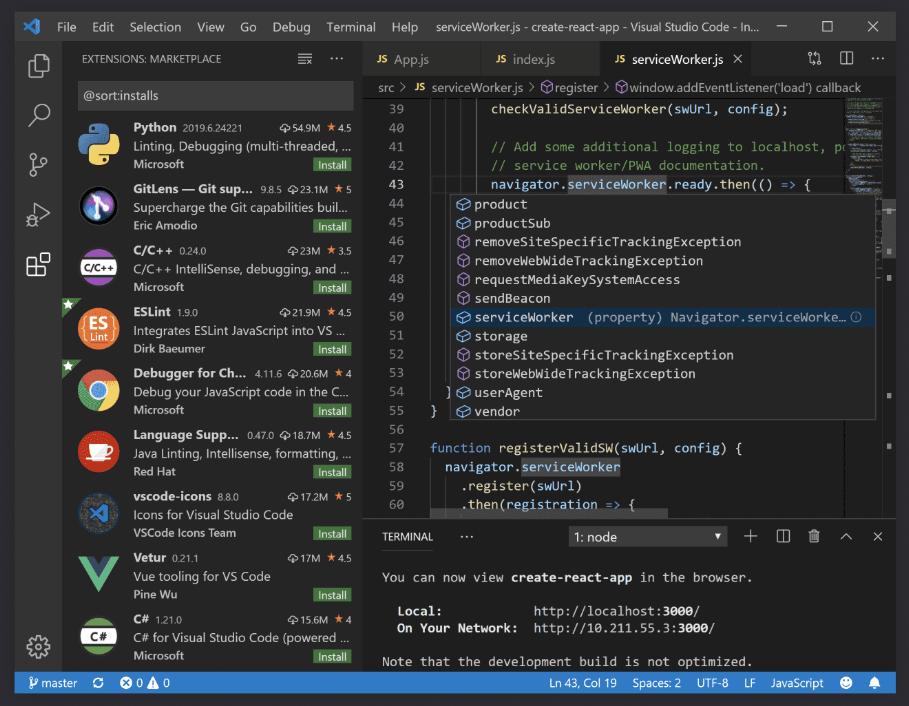 File Edit Selection View Go Debug Terminal Help serviceWorker.js - create-react-app - Visual Studio Code - In...
EXTENSIONS: MARKETPLACE
@sort:installs
Python 2019.6.24221 54.9M ★ 4.5
Linting, Debugging (multi-threaded, ...
Microsoft Install
GitLens — Git sup... 9.8.5 23.1M ★ 5
Supercharge the Git capabilities buil...
Eric Amodio Install
C/C++
C/C++ 0.24.0 23M ★ 3.5
C/C++ IntelliSense, debugging, and ...
Microsoft Install
ES
Lint
ESLint 1.9.0 21.9M ★ 4.5
Integrates ESLint JavaScript into VS ...
Dirk Baeumer Install
Debugger for Ch... 4.11.6 20.6M ★ 4
Debug your JavaScript code in the C...
Microsoft Install
Language Supp... 0.47.0 18.7M ★ 4.5
Java Linting, Intellisense, formatting, ...
Red Hat Install
vscode-icons 8.8.0 17.2M ★ 5
Icons for Visual Studio Code
VSCode Icons Team Install
Vetur 0.21.1 17M ★ 4.5
Vue tooling for VS Code
Pine Wu Install
C#
C# 1.21.0 15.6M ★ 4
C# for Visual Studio Code (powered ...
Microsoft Install
JS App.js JS index.js JS serviceWorker.js ×
src > JS serviceWorker.js > register > window.addEventListener('load') callback
39 checkValidServiceWorker(swUrl, config);
40
41 // Add some additional logging to localhost, po
42 // service worker/PWA documentation.
43 navigator.serviceWorker.ready.then(() => {
44 product
45 productSub
46 removeSiteSpecificTrackingException
47 removeWebWideTrackingException
48 requestMediaKeySystemAccess
49 sendBeacon
50 serviceWorker (property) Navigator.serviceWorke...
51 storage
52 storeSiteSpecificTrackingException
53 storeWebWideTrackingException
54 } userAgent
55 } vendor
56
57 function registerValidSW(swUrl, config) {
58 navigator.serviceWorker
59 .register(swUrl)
60 .then(registration => {
TERMINAL ... 1: node
You can now view create-react-app in the browser.
Local: http://localhost:3000/
On Your Network: http://10.211.55.3:3000/
Note that the development build is not optimized.
master 0 0 Ln 43, Col 19 Spaces: 2 UTF-8 LF JavaScript